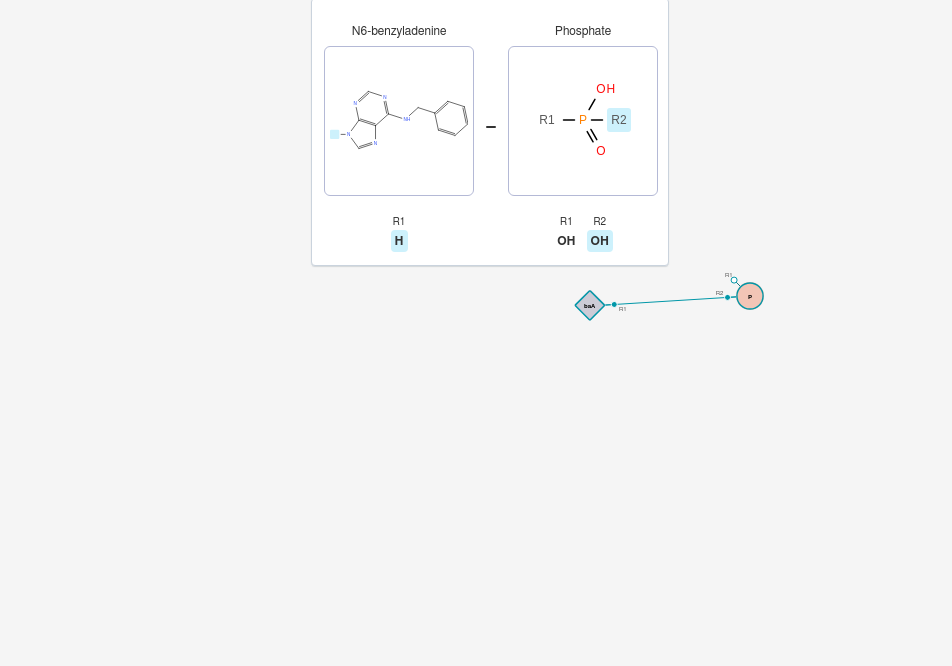 N6-benzyladenine
Phosphate
N
N
N
N
NH
OH
R1
P
R2
O
R1
H
R1
R2
OH
OH
baA
R1
R2
R1
P